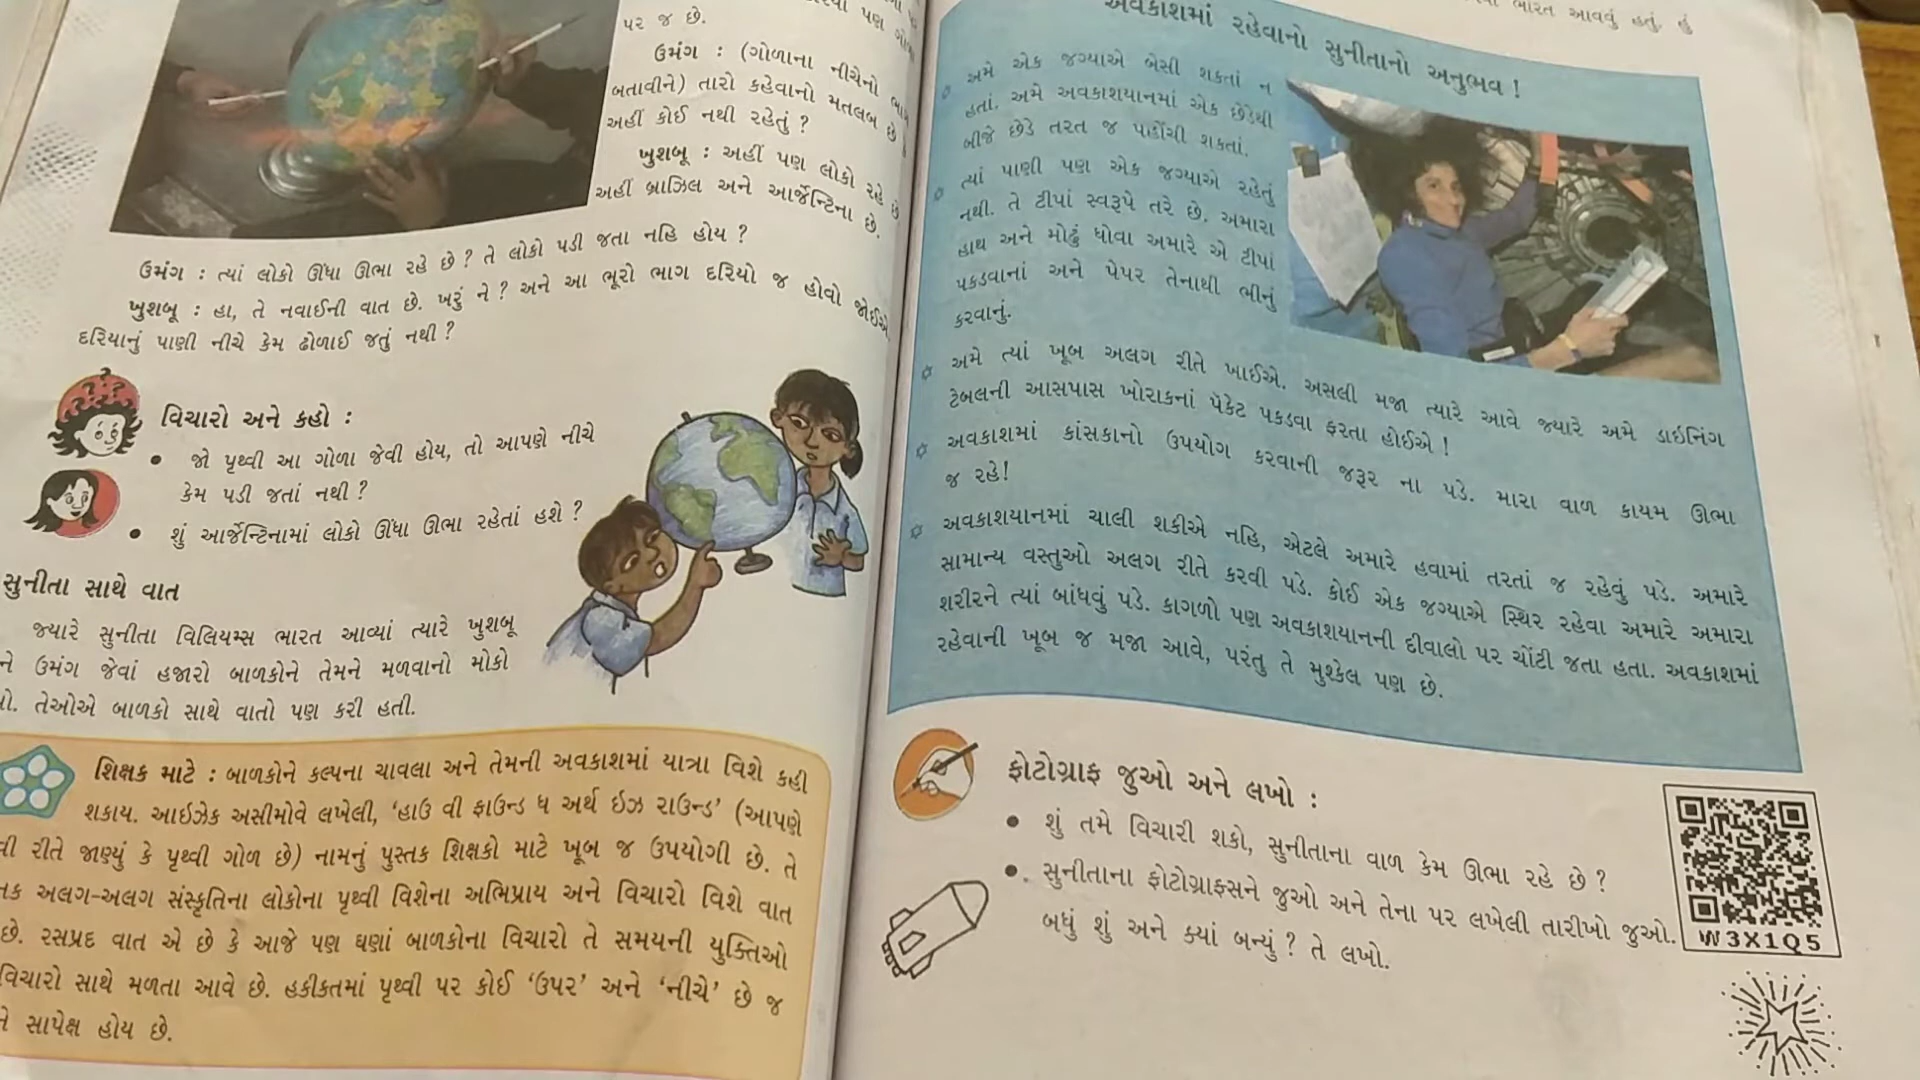 પર જ છે.
ઉમંગ : (ગોળાના નીચેનો ભાગ
બતાવીને) તારો કહેવાનો મતલબ છે
અહીં કોઈ નથી રહેતું ?
ખુશબૂ : અહીં પણ લોકો રહે છે
અહીં બ્રાઝિલ અને આર્જેન્ટિના છે.
ઉમંગ : ત્યાં લોકો ઊંધા ઊભા રહે છે ? તે લોકો પડી જતા નહિ હોય ?
ખુશબૂ : હા, તે નવાઈની વાત છે. ખરું ને ? અને આ ભૂરો ભાગ દરિયો જ હોવો જોઈએ
દરિયાનું પાણી નીચે કેમ ઢોળાઈ જતું નથી ?
વિચારો અને કહો :
• જો પૃથ્વી આ ગોળા જેવી હોય, તો આપણે નીચે
કેમ પડી જતાં નથી ?
• શું આર્જેન્ટિનામાં લોકો ઊંધા ઊભા રહેતાં હશે ?
સુનીતા સાથે વાત
જ્યારે સુનીતા વિલિયમ્સ ભારત આવ્યાં ત્યારે ખુશબૂ
ને ઉમંગ જેવાં હજારો બાળકોને તેમને મળવાનો મોકો
તેઓએ બાળકો સાથે વાતો પણ કરી હતી.
શિક્ષક માટે : બાળકોને કલ્પના ચાવલા અને તેમની અવકાશમાં યાત્રા વિશે કહી
શકાય. આઇઝેક અસીમોવે લખેલી, ‘હાઉ વી ફાઉન્ડ ધ અર્થ ઇઝ રાઉન્ડ’ (આપણે
રીતે જાણ્યું કે પૃથ્વી ગોળ છે) નામનું પુસ્તક શિક્ષકો માટે ખૂબ જ ઉપયોગી છે. તે
અલગ-અલગ સંસ્કૃતિના લોકોના પૃથ્વી વિશેના અભિપ્રાય અને વિચારો વિશે વાત
છે. રસપ્રદ વાત એ છે કે આજે પણ ઘણાં બાળકોના વિચારો તે સમયની યુક્તિઓ
વિચારો સાથે મળતા આવે છે. હકીકતમાં પૃથ્વી પર કોઈ ‘ઉપર’ અને ‘નીચે’ છે જ
સાપેક્ષ હોય છે.
ભારત આવવું હતું. હું
અવકાશમાં રહેવાનો સુનીતાનો અનુભવ !
અમે એક જગ્યાએ બેસી શકતાં ન
હતાં. અમે અવકાશયાનમાં એક છેડેથી
બીજે છેડે તરત જ પહોંચી શકતાં.
ત્યાં પાણી પણ એક જગ્યાએ રહેતું
નથી. તે ટીપાં સ્વરૂપે તરે છે. અમારા
હાથ અને મોઢું ધોવા અમારે એ ટીપાં
પકડવાનાં અને પેપર તેનાથી ભીનું
કરવાનું.
અમે ત્યાં ખૂબ અલગ રીતે ખાઈએ. અસલી મજા ત્યારે આવે જ્યારે અમે ડાઇનિંગ
ટેબલની આસપાસ ખોરાકનાં પૅકેટ પકડવા ફરતા હોઈએ !
અવકાશમાં કાંસકાનો ઉપયોગ કરવાની જરૂર ના પડે. મારા વાળ કાયમ ઊભા
જ રહે!
અવકાશયાનમાં ચાલી શકીએ નહિ, એટલે અમારે હવામાં તરતાં જ રહેવું પડે. અમારે
સામાન્ય વસ્તુઓ અલગ રીતે કરવી પડે. કોઈ એક જગ્યાએ સ્થિર રહેવા અમારે અમારા
શરીરને ત્યાં બાંધવું પડે. કાગળો પણ અવકાશયાનની દીવાલો પર ચોંટી જતા હતા. અવકાશમાં
રહેવાની ખૂબ જ મજા આવે, પરંતુ તે મુશ્કેલ પણ છે.
ફોટોગ્રાફ જુઓ અને લખો :
• શું તમે વિચારી શકો, સુનીતાના વાળ કેમ ઊભા રહે છે ?
• સુનીતાના ફોટોગ્રાફ્સને જુઓ અને તેના પર લખેલી તારીખો જુઓ.
બધું શું અને ક્યાં બન્યું ? તે લખો.
W3X1Q5